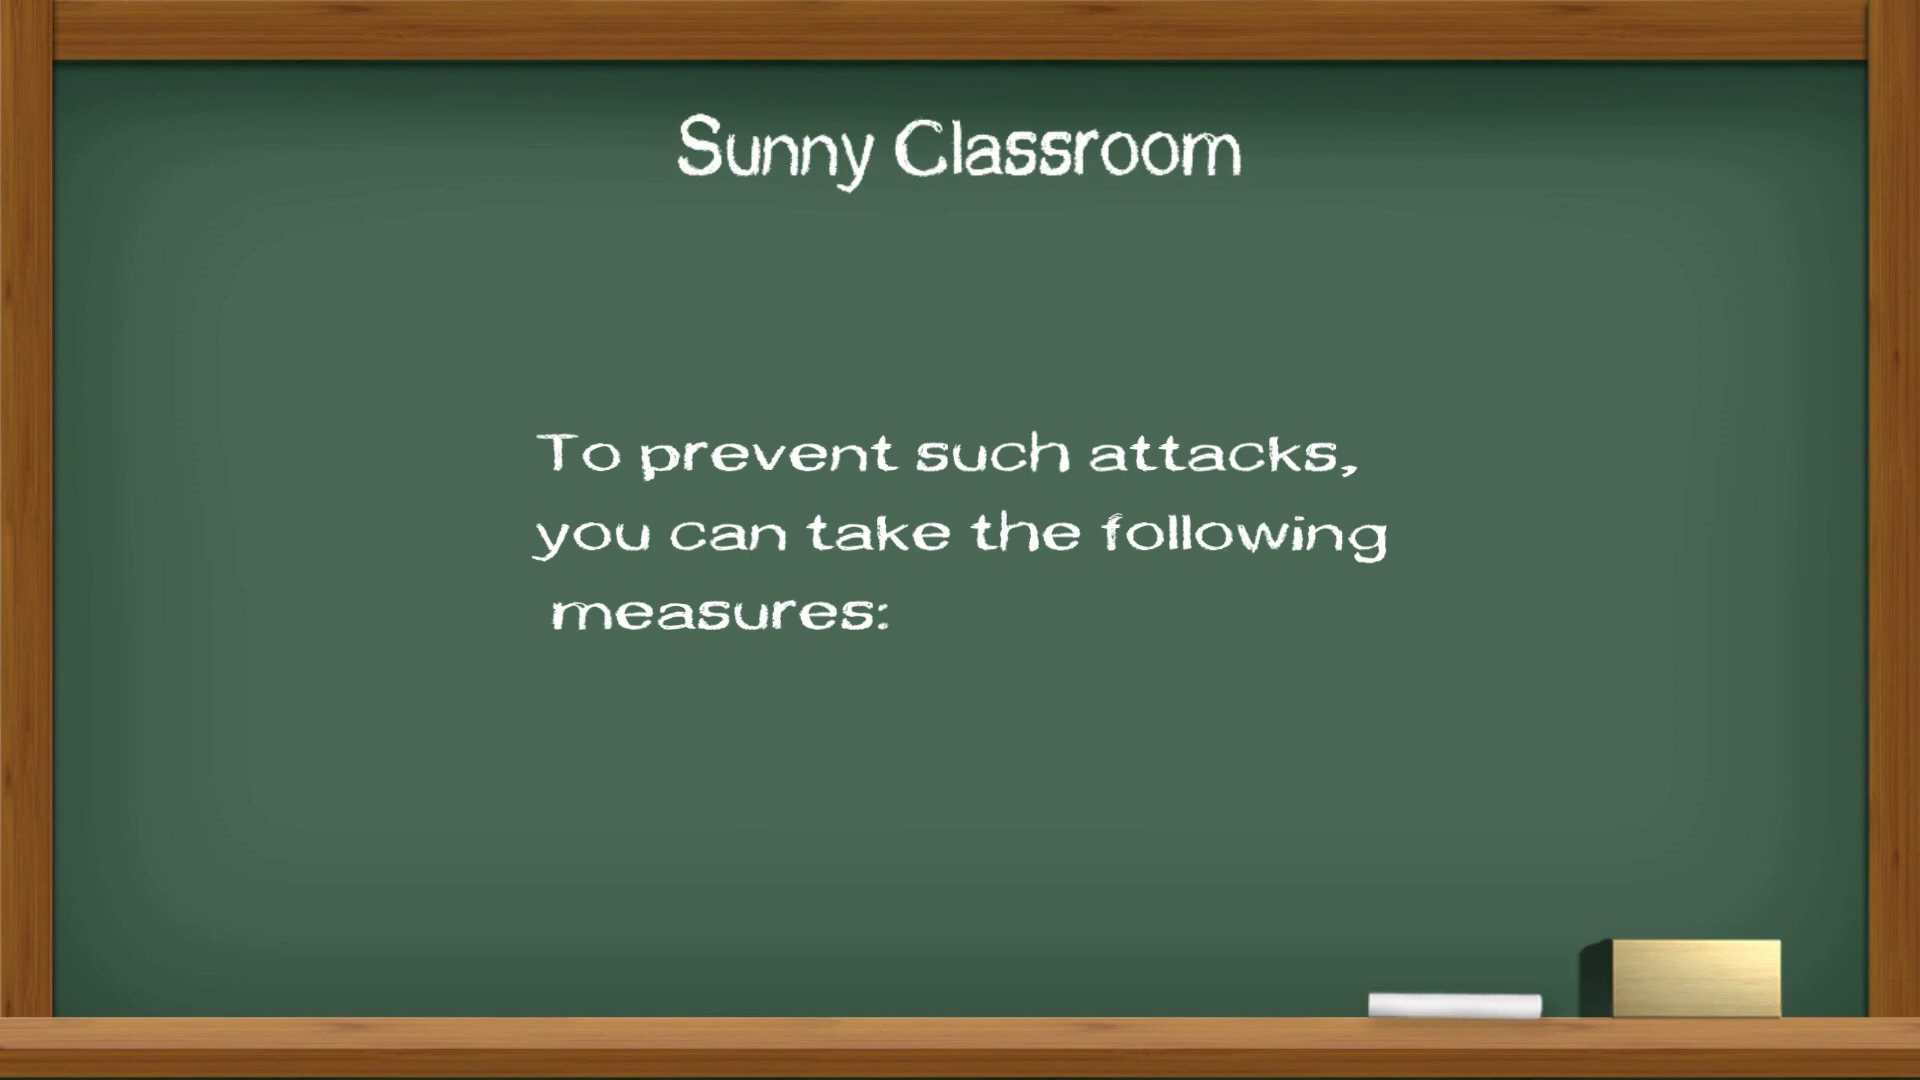 Sunny Classroom
To prevent such attacks,
you can take the following
measures: